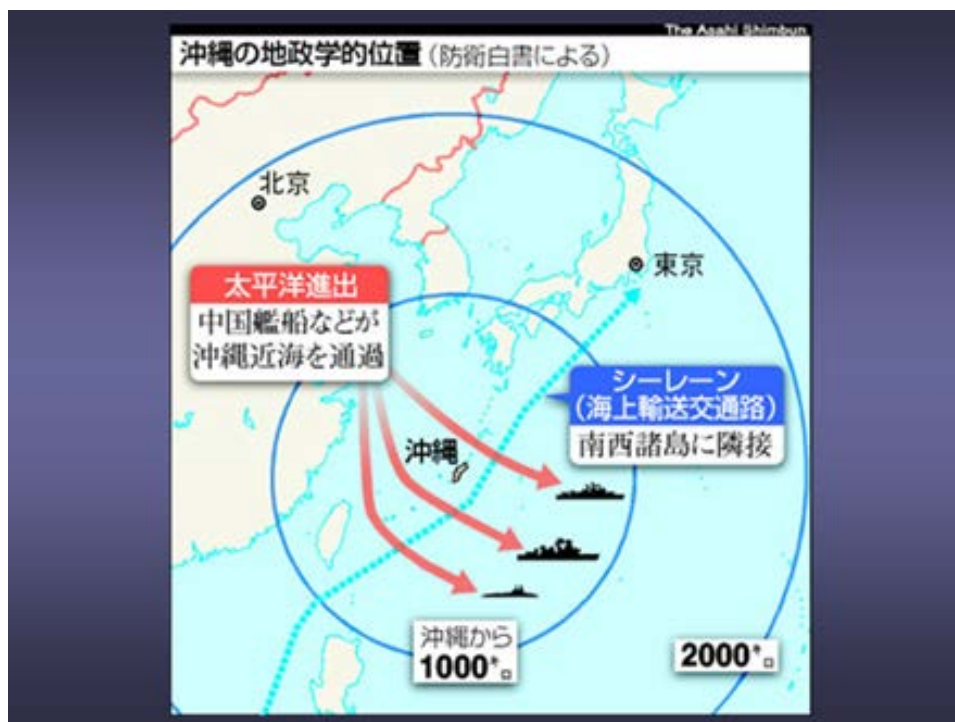 The Asahi Shimbun
沖縄の地政学的位置(防衛白書による)
北京
東京
太平洋進出
中国艦船などが
沖縄近海を通過
シーレーン
(海上輸送交通路)
南西諸島に隣接
沖縄
沖縄から
1000㌔
2000㌔